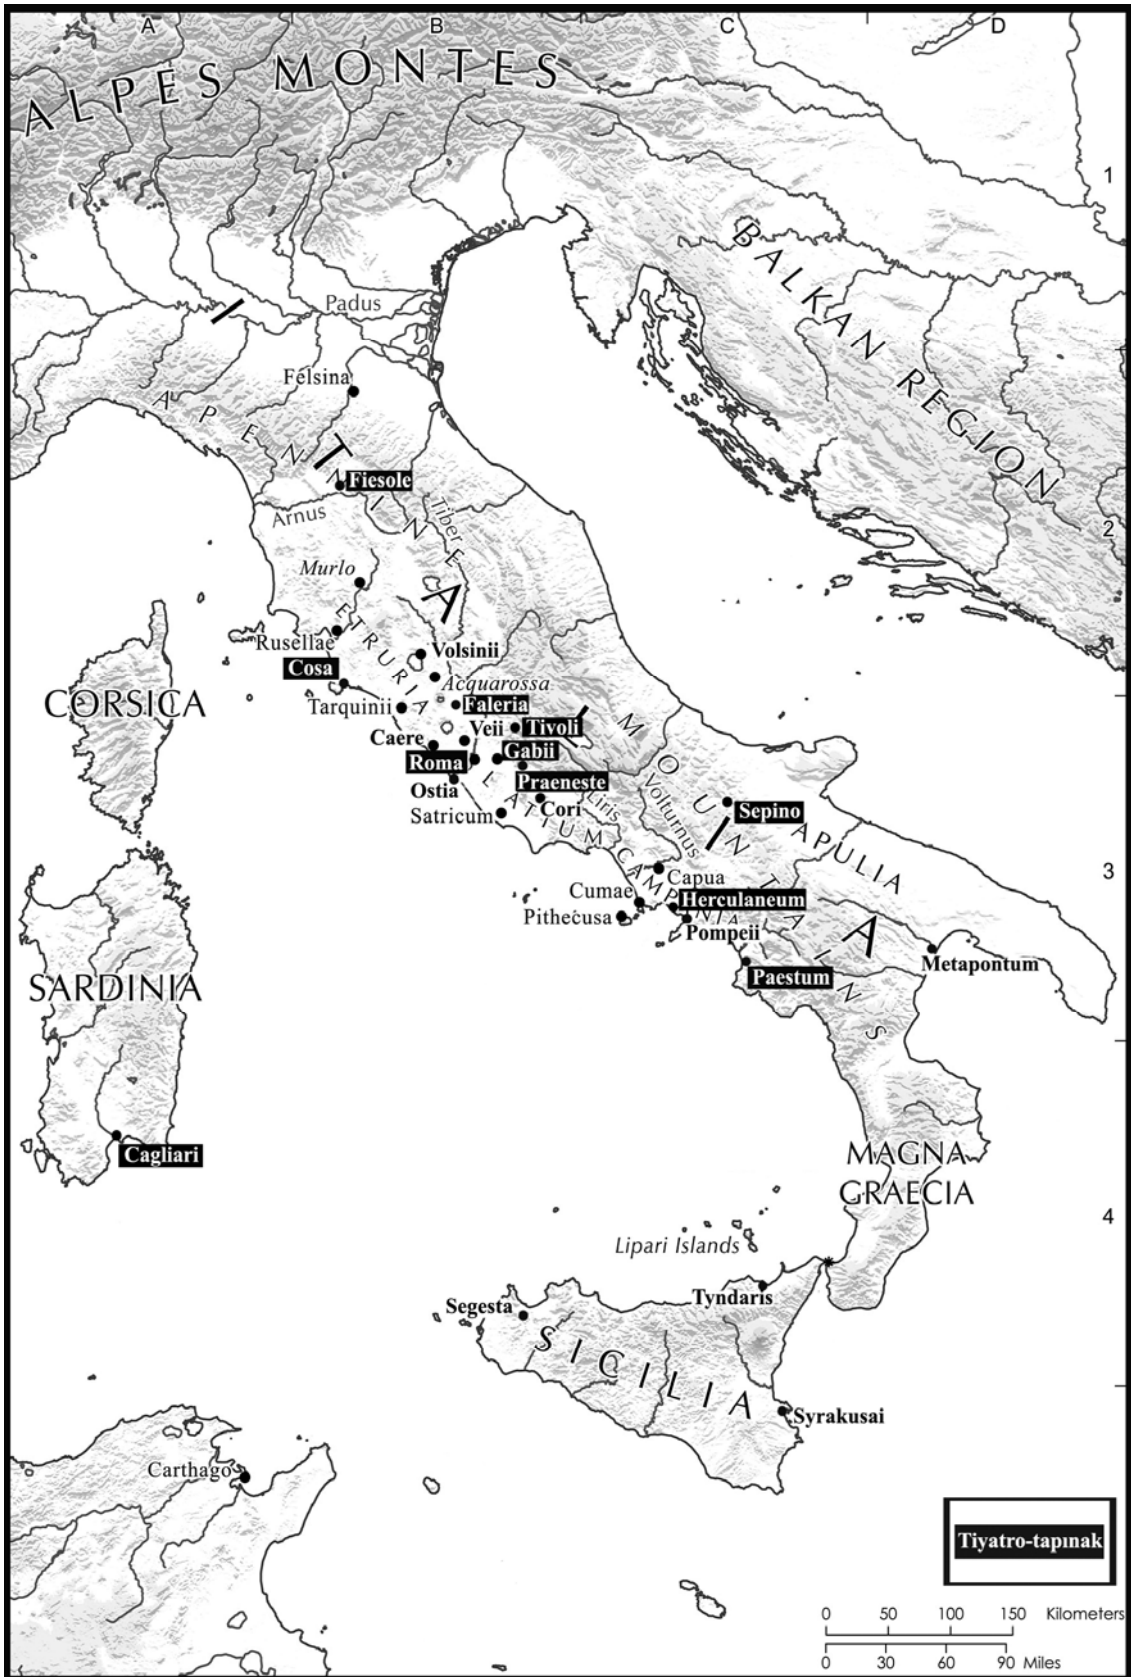 A B C D
ALPES MONTES
1
BALKAN REGION
Padus
Felsina
APENNINE MOUNTAINS
ITALIA
Fiesole
Arnus
Tiber
2
Murlo
ETRURIA
Rusellae
Volsinii
Cosa
Acquarossa
CORSICA
Tarquinii
Faleria
Veii
Tivoli
Caere
Gabii
Roma
Praeneste
Ostia
Cori
Liris
Volturnus
Satricum
LATIUM
Sepino
APULIA
CAMPANIA
3
Capua
Cumae
Herculaneum
Pithecusa
Pompeii
Metapontum
Paestum
SARDINIA
Cagliari
MAGNA
GRAECIA
4
Lipari Islands
Tyndaris
Segesta
SICILIA
Syrakusai
Carthago
Tiyatro-tapınak
0 50 100 150 Kilometers
0 30 60 90 Miles